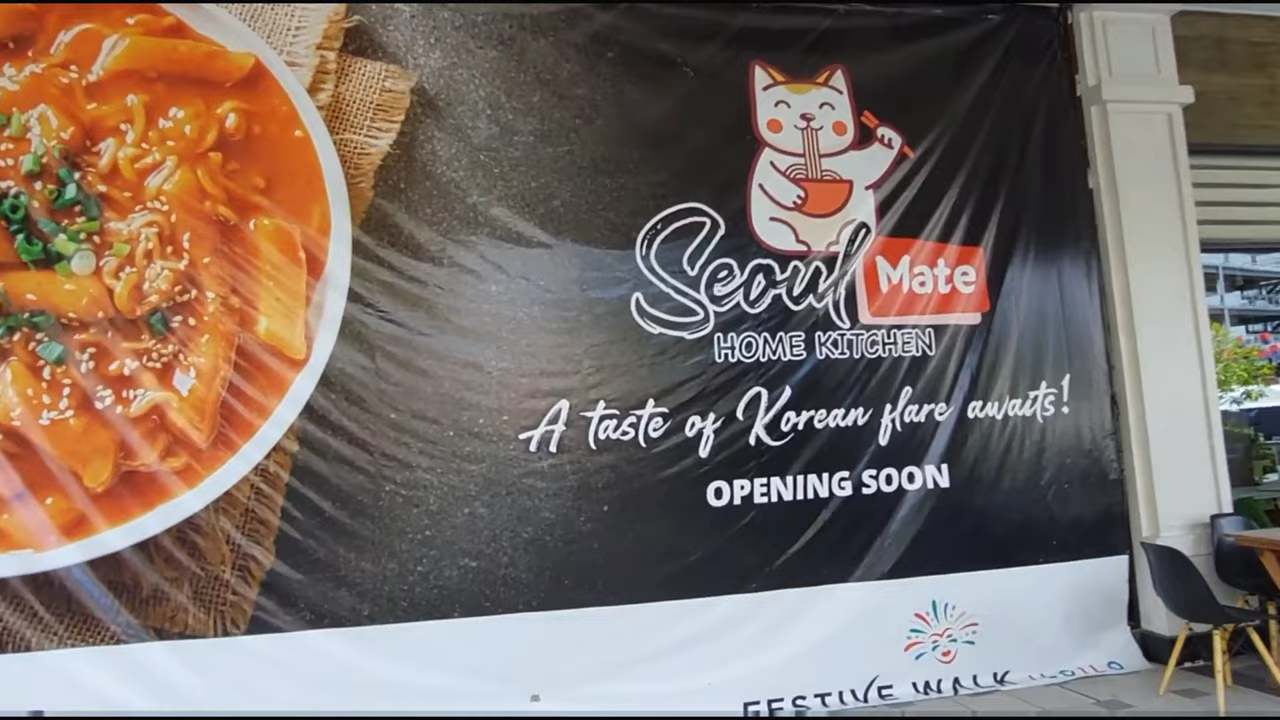 Seoul Mate
HOME KITCHEN
A taste of Korean flare awaits!
OPENING SOON
FESTIVE WALK ILOILO